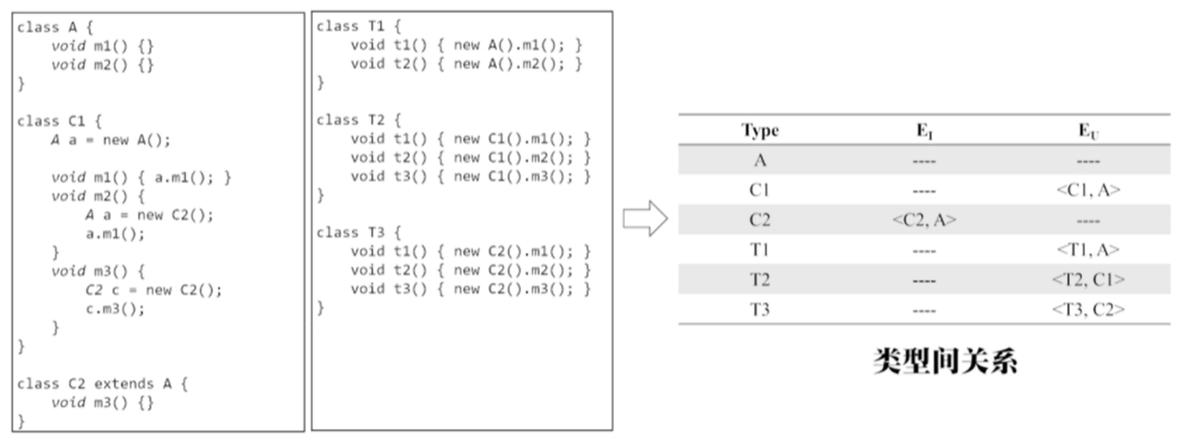 class A {
    void m1() {}
    void m2() {}
}
class C1 {
    A a = new A();
    void m1() { a.m1(); }
    void m2() {
        A a = new C2();
        a.m1();
    }
    void m3() {
        C2 c = new C2();
        c.m3();
    }
}
class C2 extends A {
    void m3() {}
}
class T1 {
    void t1() { new A().m1(); }
    void t2() { new A().m2(); }
}
class T2 {
    void t1() { new C1().m1(); }
    void t2() { new C1().m2(); }
    void t3() { new C1().m3(); }
}
class T3 {
    void t1() { new C2().m1(); }
    void t2() { new C2().m2(); }
    void t3() { new C2().m3(); }
}
Type E_I E_U
A ---- ----
C1 ---- <C1, A>
C2 <C2, A> ----
T1 ---- <T1, A>
T2 ---- <T2, C1>
T3 ---- <T3, C2>
类型间关系